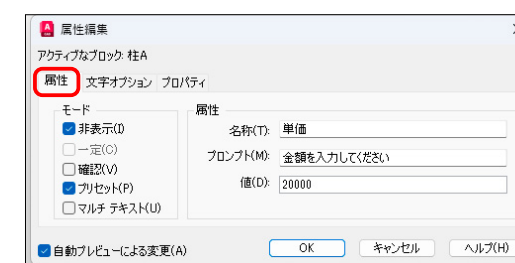 属性編集
アクティブなブロック: 柱A
属性 文字オプション プロパティ
モード
非表示(I)
一定(C)
確認(V)
プリセット(P)
マルチ テキスト(U)
属性
名称(T): 単価
プロンプト(M): 金額を入力してください
値(D): 20000
自動プレビューによる変更(A)
OK キャンセル ヘルプ(H)